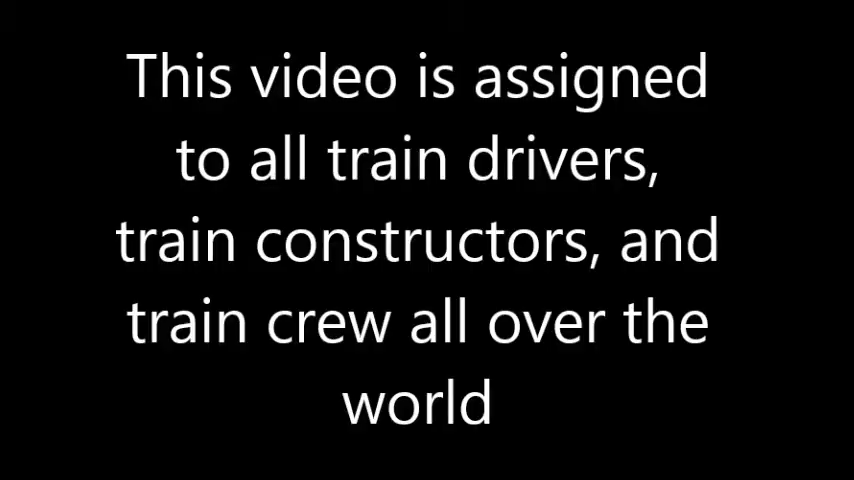 This video is assigned
to all train drivers,
train constructors, and
train crew all over the
world